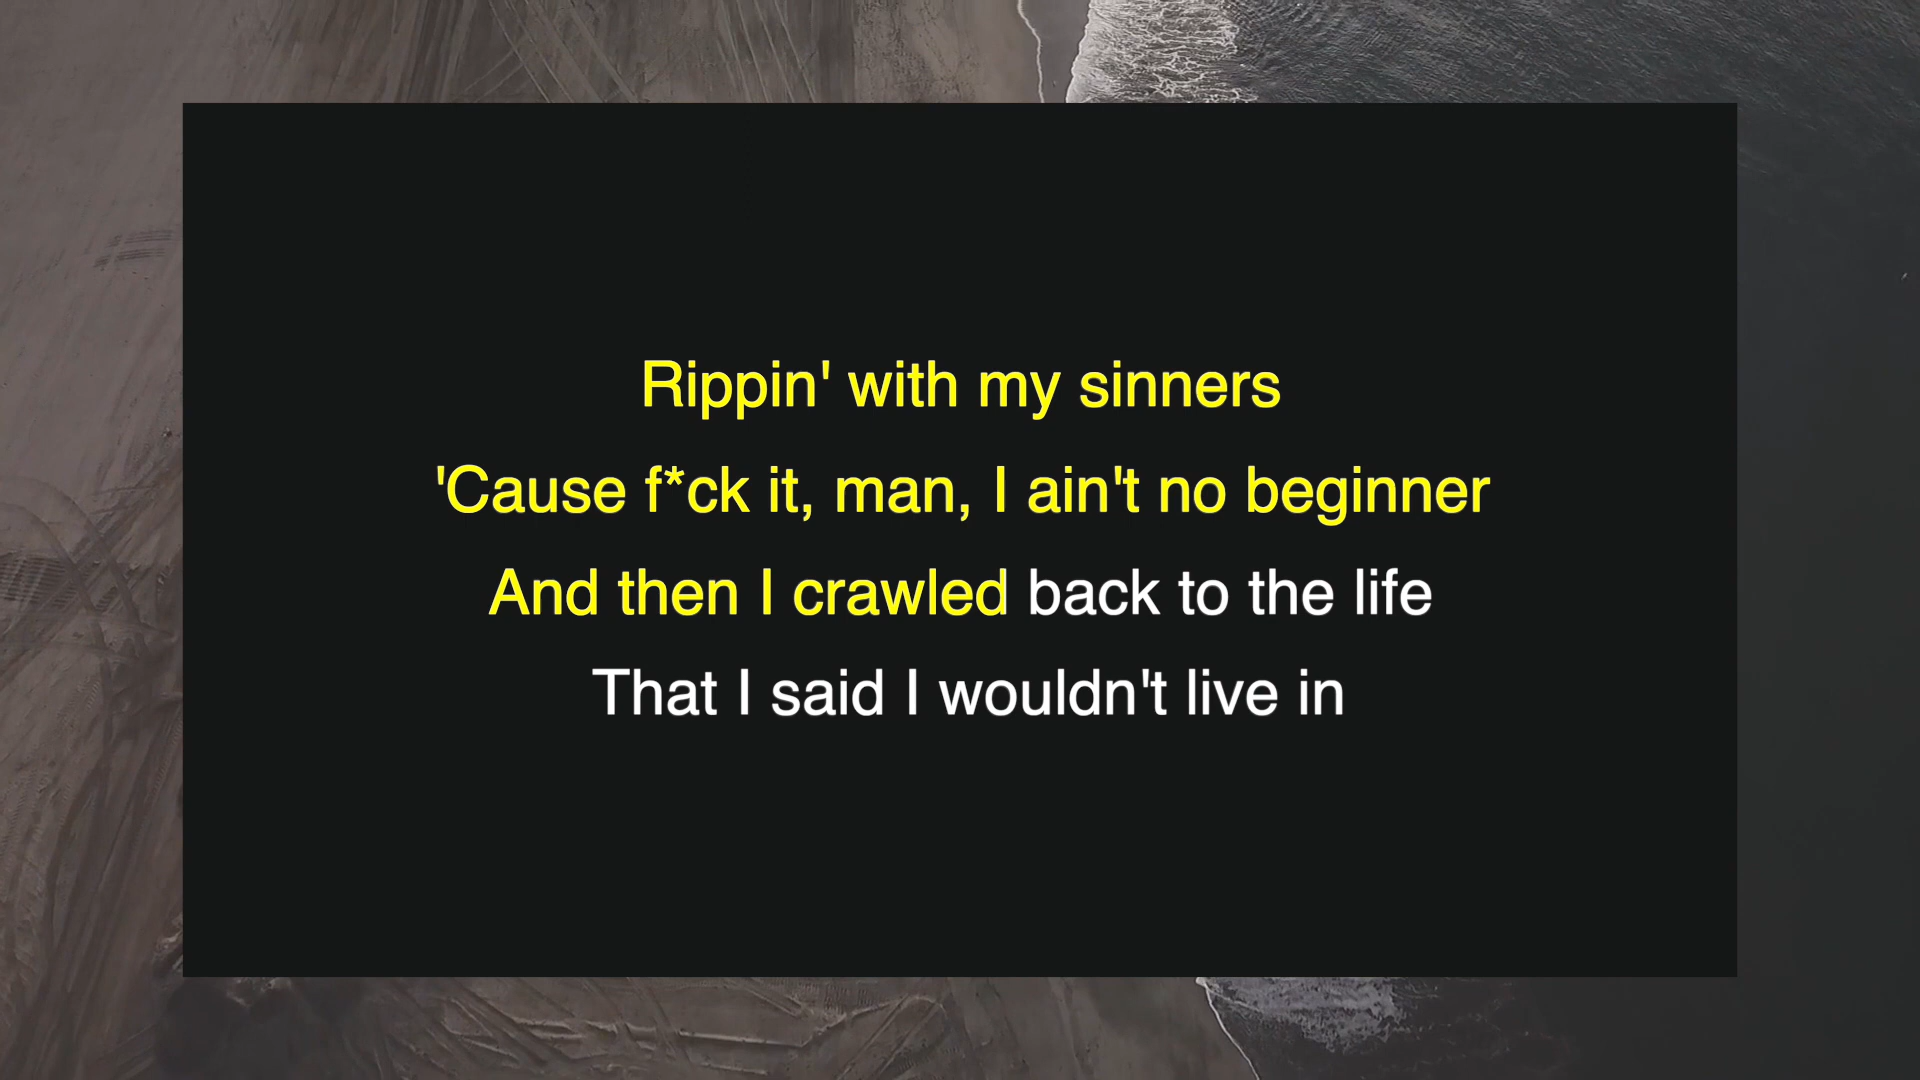 Rippin' with my sinners
'Cause f*ck it, man, I ain't no beginner
And then I crawled back to the life
That I said I wouldn't live in